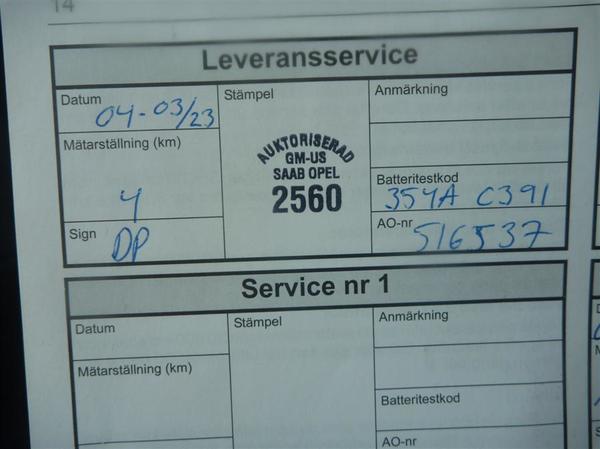 14
Leveransservice
Datum
04-03/23
Stämpel
Anmärkning
Mätarställning (km)
4
AUKTORISERAD
GM-US
SAAB OPEL
2560
Batteritestkod
354A C391
Sign
DP
AO-nr
516537
Service nr 1
Datum
Stämpel
Anmärkning
Mätarställning (km)
Batteritestkod
AO-nr